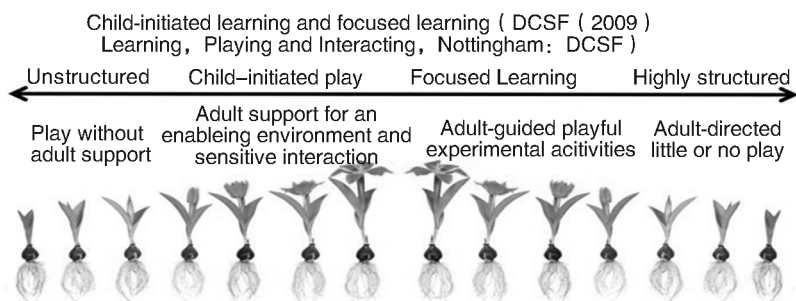 Child-initiated learning and focused learning ( DCSF ( 2009 )
Learning, Playing and Interacting, Nottingham: DCSF )
Unstructured Child–initiated play Focused Learning Highly structured
Play without
adult support
Adult support for an
enableing environment and
sensitive interaction
Adult-guided playful
experimental acitivities
Adult-directed
little or no play